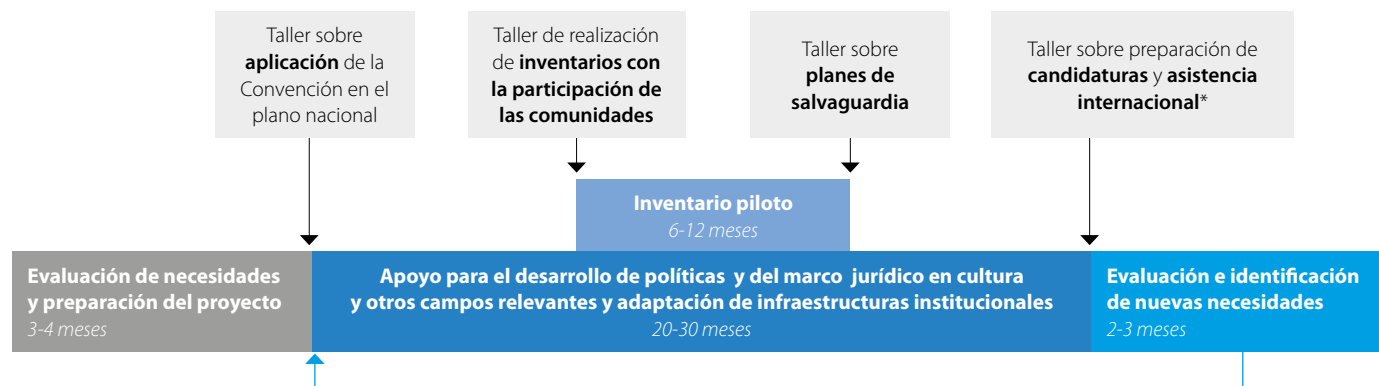 Taller sobre
aplicación de la
Convención en el
plano nacional
Taller de realización
de inventarios con
la participación de
las comunidades
Taller sobre
planes de
salvaguardia
Taller sobre preparación de
candidaturas y asistencia
internacional*
Inventario piloto
6-12 meses
Evaluación de necesidades
y preparación del proyecto
3-4 meses
Apoyo para el desarrollo de políticas y del marco jurídico en cultura
y otros campos relevantes y adaptación de infraestructuras institucionales
20-30 meses
Evaluación e identificación
de nuevas necesidades
2-3 meses